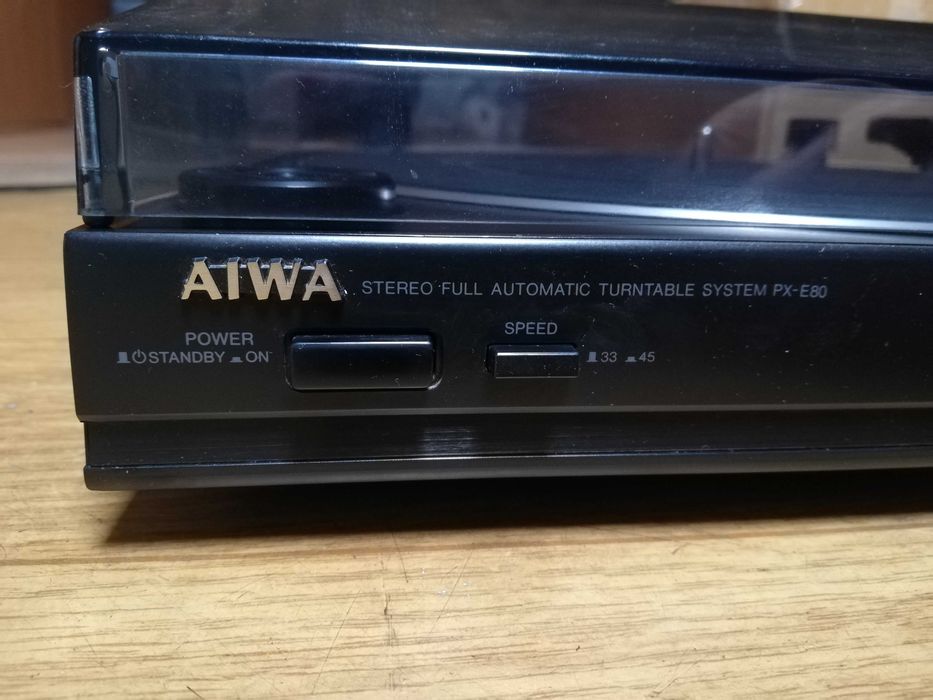 AIWA STEREO FULL AUTOMATIC TURNTABLE SYSTEM PX-E80
POWER
STANDBY ON
SPEED
33 45